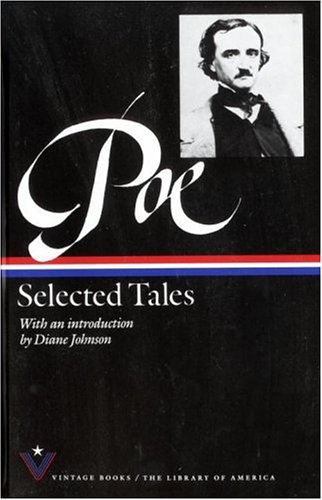 Poe
Selected Tales
With an introduction
by Diane Johnson
VINTAGE BOOKS / THE LIBRARY OF AMERICA